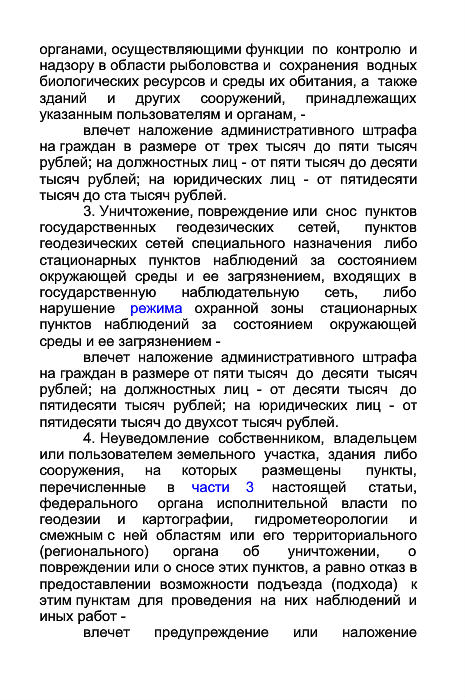 органами, осуществляющими функции по контролю и
надзору в области рыболовства и сохранения водных
биологических ресурсов и среды их обитания, а также
зданий и других сооружений, принадлежащих
указанным пользователям и органам, -
влечет наложение административного штрафа
на граждан в размере от трех тысяч до пяти тысяч
рублей; на должностных лиц - от пяти тысяч до десяти
тысяч рублей; на юридических лиц - от пятидесяти
тысяч до ста тысяч рублей.
3. Уничтожение, повреждение или снос пунктов
государственных геодезических сетей, пунктов
геодезических сетей специального назначения либо
стационарных пунктов наблюдений за состоянием
окружающей среды и ее загрязнением, входящих в
государственную наблюдательную сеть, либо
нарушение режима охранной зоны стационарных
пунктов наблюдений за состоянием окружающей
среды и ее загрязнением -
влечет наложение административного штрафа
на граждан в размере от пяти тысяч до десяти тысяч
рублей; на должностных лиц - от десяти тысяч до
пятидесяти тысяч рублей; на юридических лиц - от
пятидесяти тысяч до двухсот тысяч рублей.
4. Неуведомление собственником, владельцем
или пользователем земельного участка, здания либо
сооружения, на которых размещены пункты,
перечисленные в части 3 настоящей статьи,
федерального органа исполнительной власти по
геодезии и картографии, гидрометеорологии и
смежным с ней областям или его территориального
(регионального) органа об уничтожении, о
повреждении или о сносе этих пунктов, а равно отказ в
предоставлении возможности подъезда (подхода) к
этим пунктам для проведения на них наблюдений и
иных работ -
влечет предупреждение или наложение